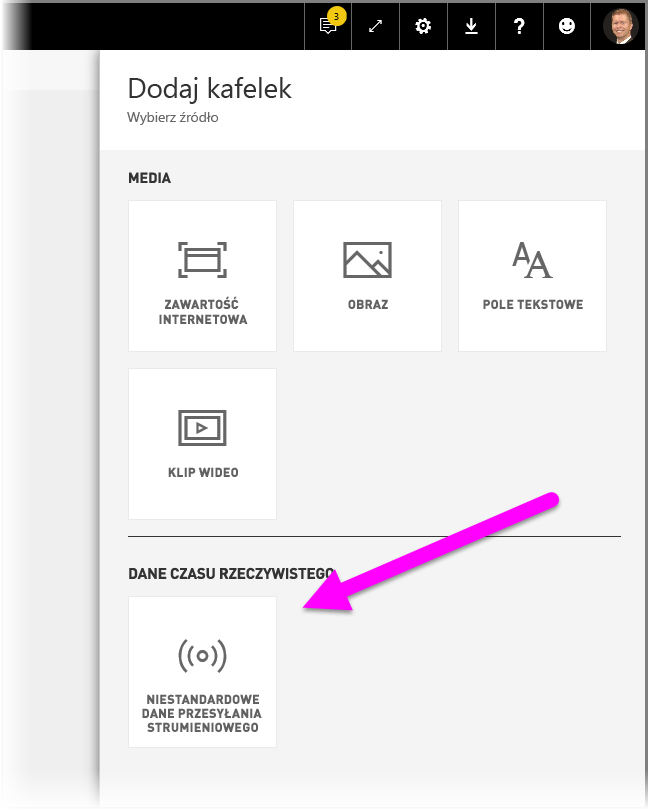 3
?
Dodaj kafelek
Wybierz źródło
MEDIA
ZAWARTOŚĆ
INTERNETOWA
OBRAZ
AA
POLE TEKSTOWE
KLIP WIDEO
DANE CZASU RZECZYWISTEGO
NIESTANDARDOWE
DANE PRZESYŁANIA
STRUMIENIOWEGO